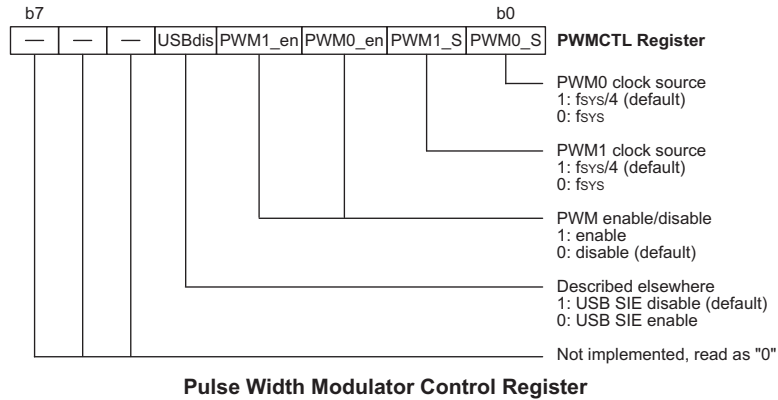 b7 b0
— — — USBdis PWM1_en PWM0_en PWM1_S PWM0_S PWMCTL Register
PWM0 clock source
1: fSYS/4 (default)
0: fSYS
PWM1 clock source
1: fSYS/4 (default)
0: fSYS
PWM enable/disable
1: enable
0: disable (default)
Described elsewhere
1: USB SIE disable (default)
0: USB SIE enable
Not implemented, read as "0"
Pulse Width Modulator Control Register